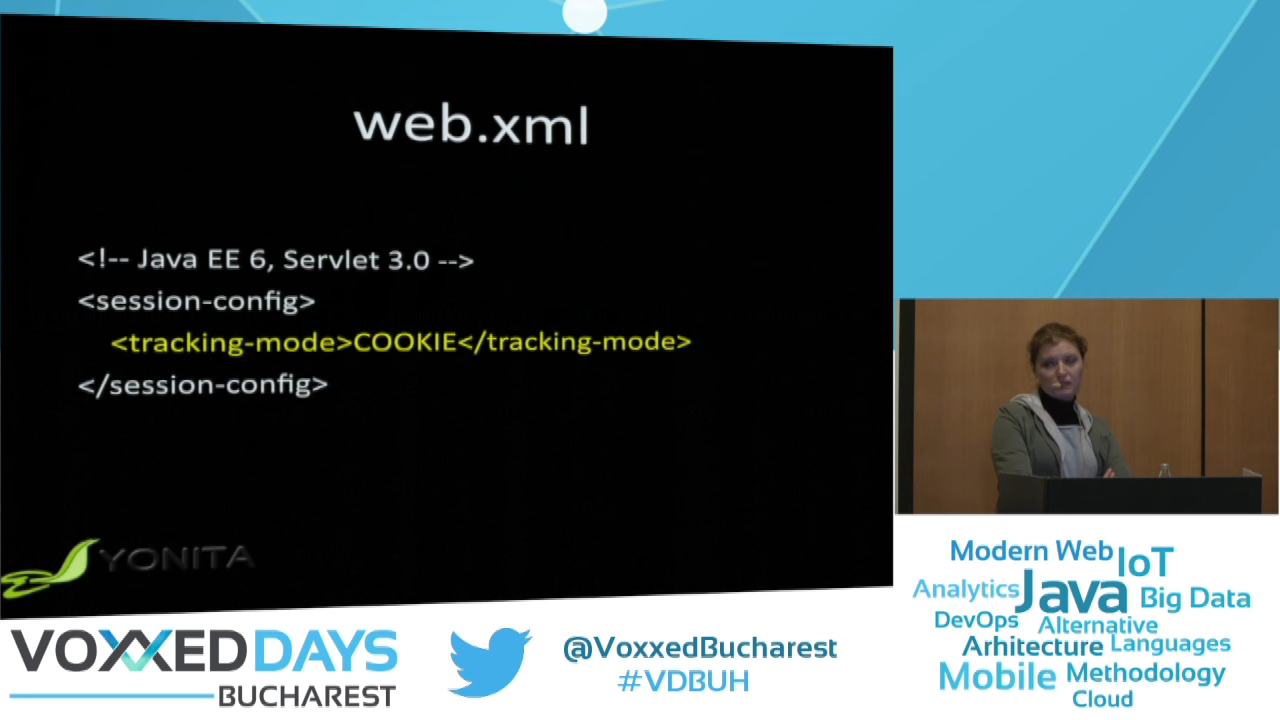 web.xml
<!-- Java EE 6, Servlet 3.0 -->
<session-config>
<tracking-mode>COOKIE</tracking-mode>
</session-config>
YONITA
VOXXED DAYS
BUCHAREST
@VoxxedBucharest
#VDBUH
Modern Web
IoT
Analytics
Java
Big Data
DevOps
Alternative
Arhitecture
Languages
Mobile
Methodology
Cloud